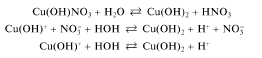 Cu(OH)NO₃ + H₂O ⇄ Cu(OH)₂ + HNO₃
Cu(OH)⁺ + NO₃⁻ + HOH ⇄ Cu(OH)₂ + H⁺ + NO₃⁻
Cu(OH)⁺ + HOH ⇄ Cu(OH)₂ + H⁺